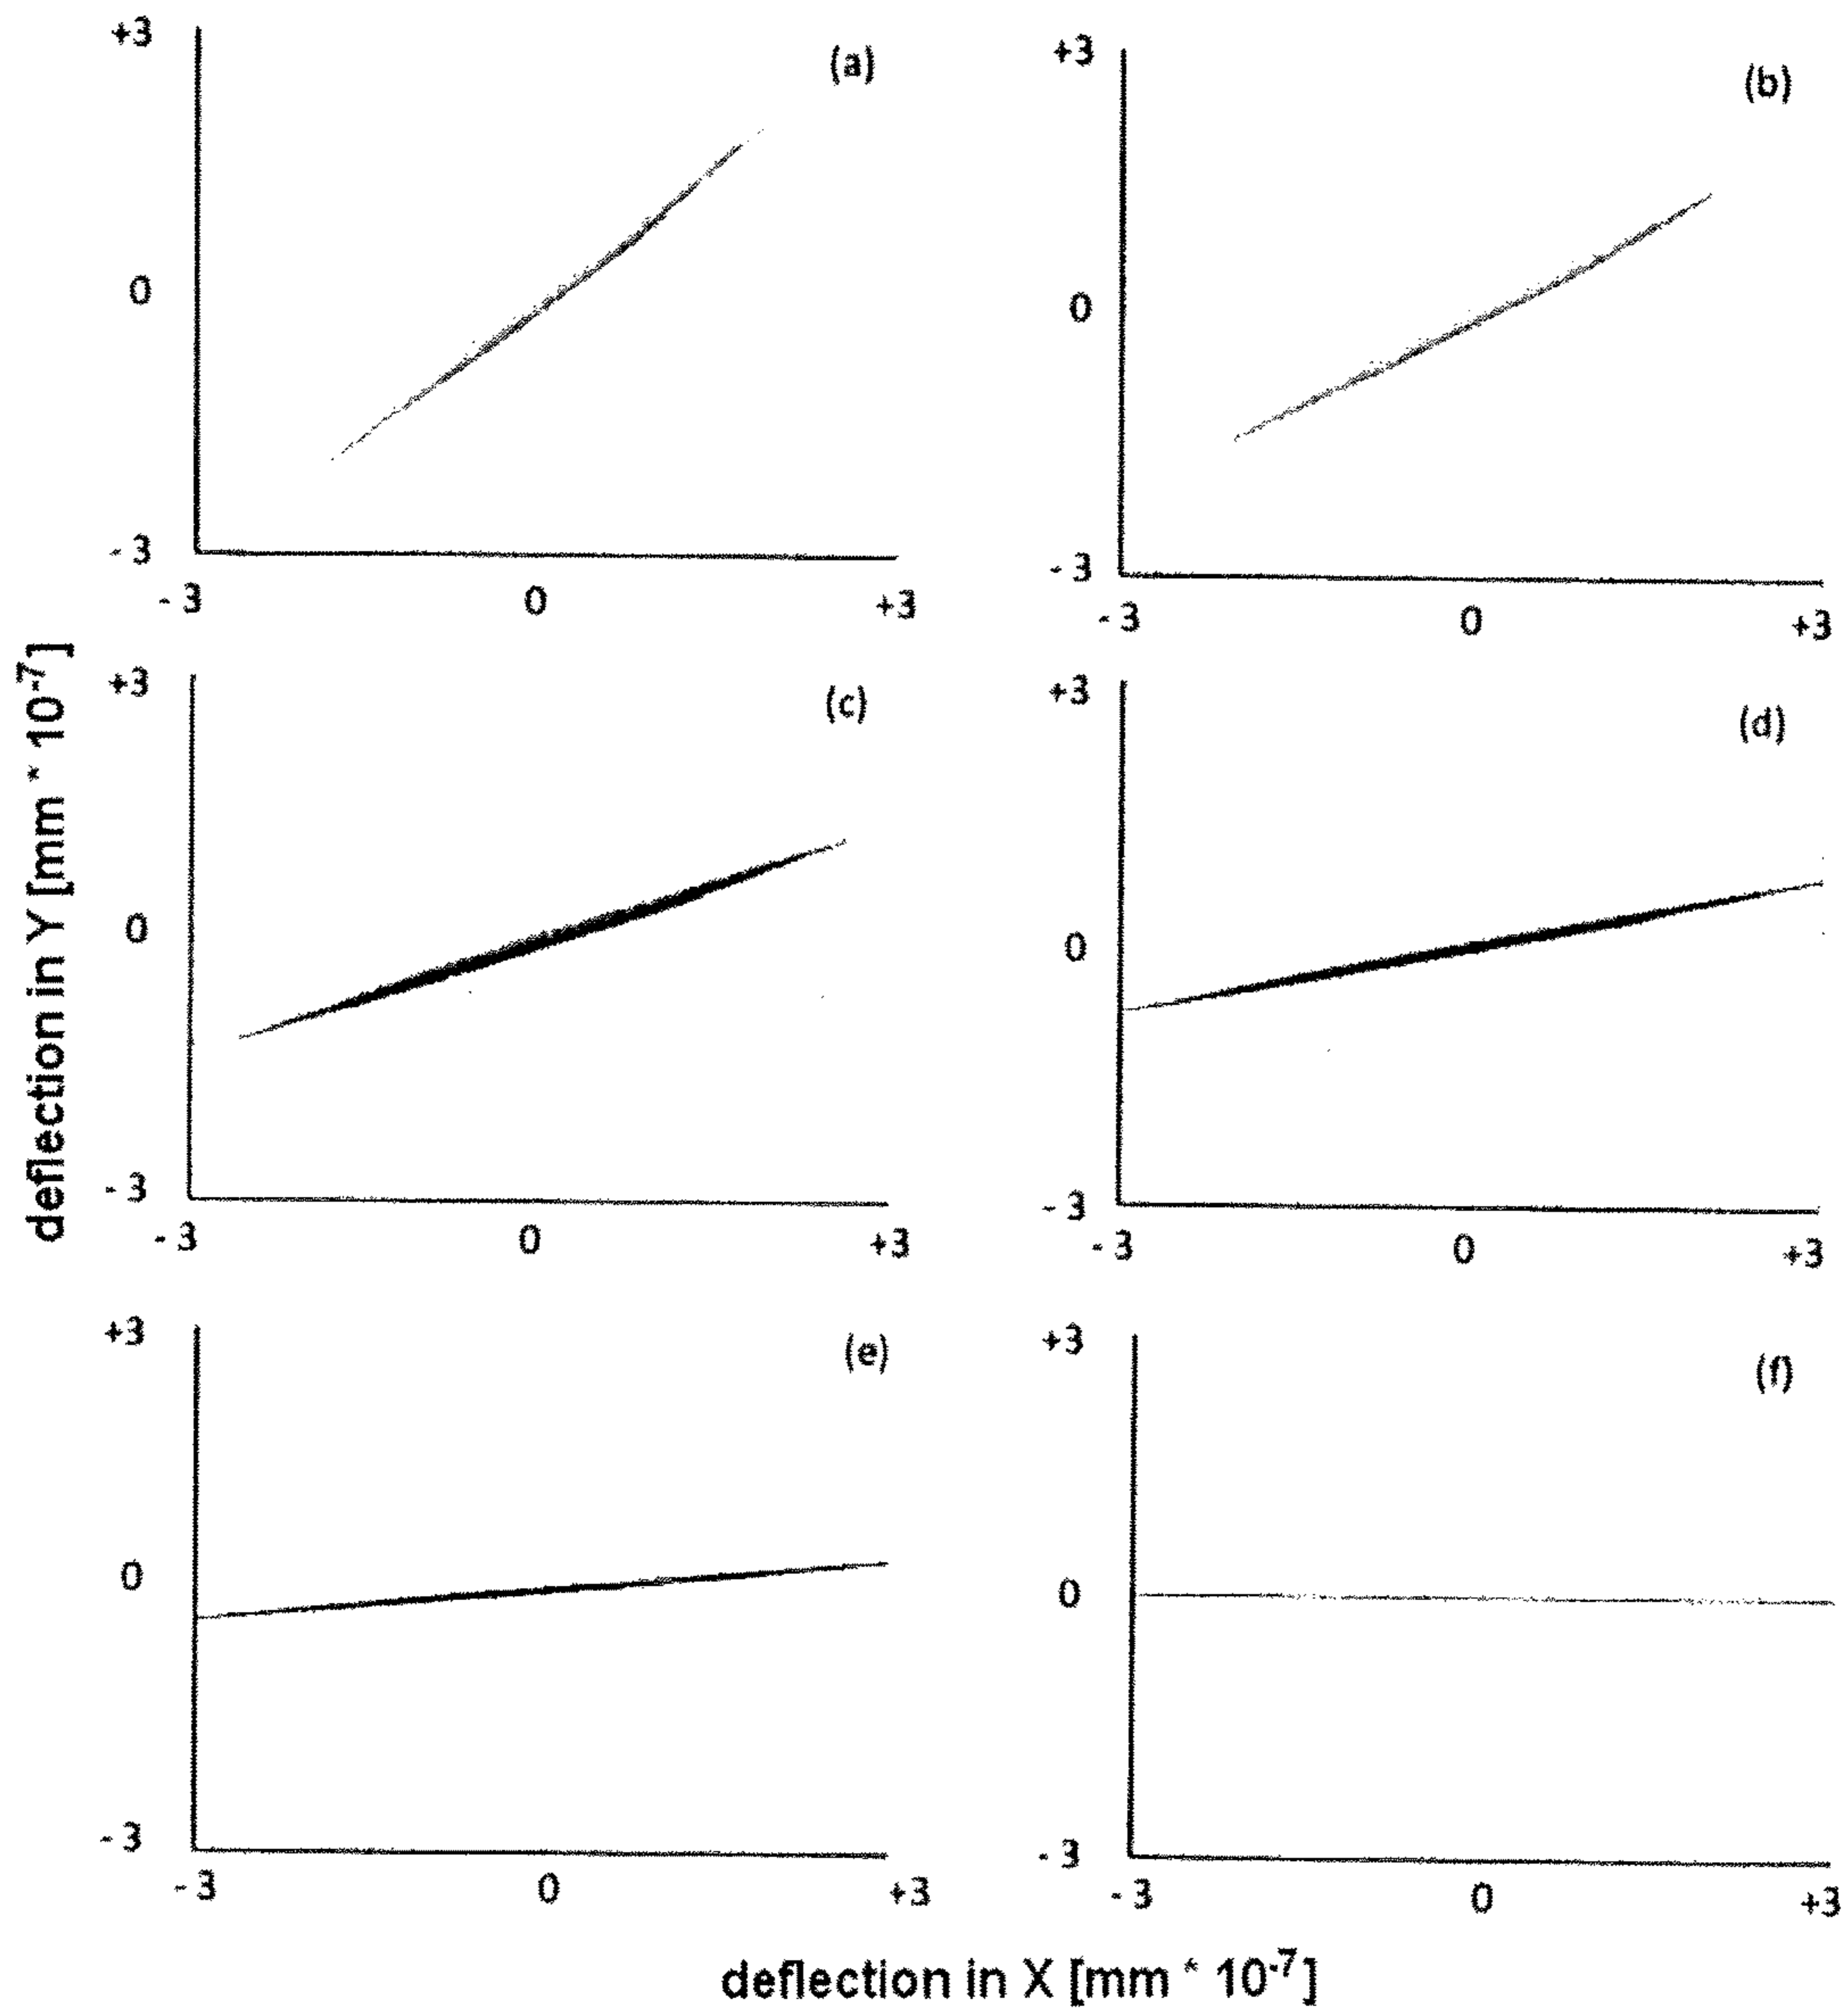 +3
(a)
0
- 3
- 3 0 +3
+3
(b)
0
- 3
- 3 0 +3
deflection in Y [mm * 10-7]
+3
(c)
0
- 3
- 3 0 +3
+3
(d)
0
- 3
- 3 0 +3
+3
(e)
0
- 3
- 3 0 +3
+3
(f)
0
- 3
- 3 0 +3
deflection in X [mm * 10-7]